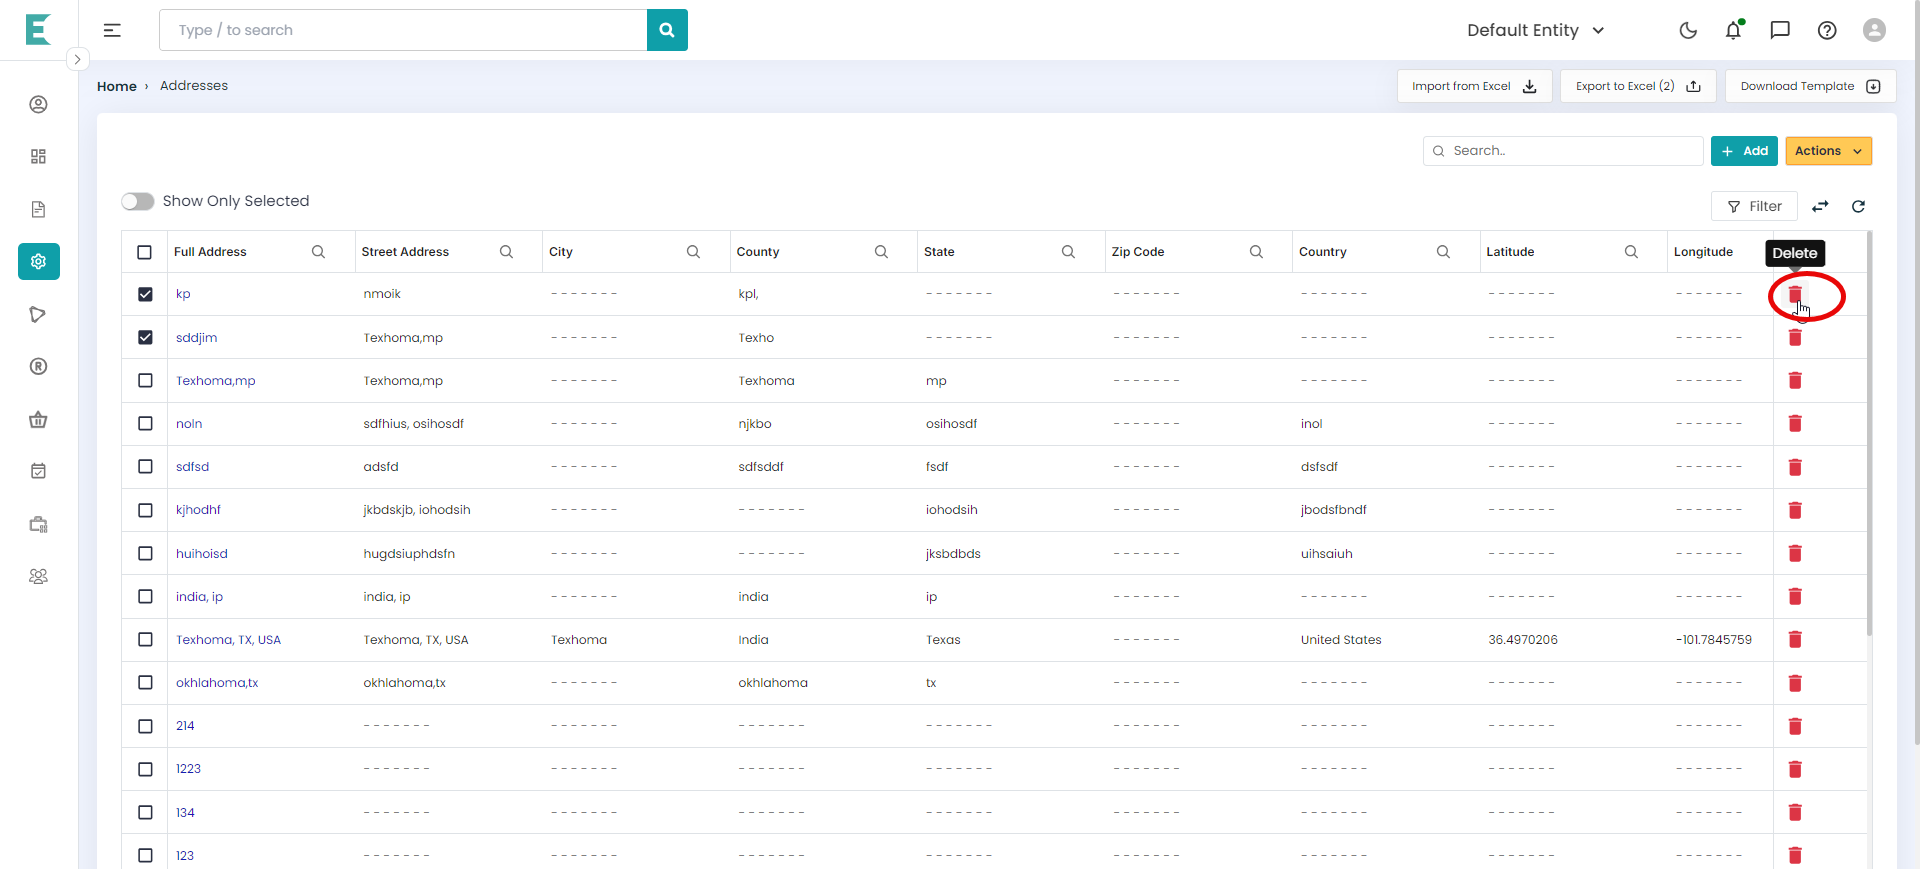 Type / to search
Default Entity
Home › Addresses
Import from Excel
Export to Excel (2)
Download Template
Search..
+ Add
Actions
Show Only Selected
Filter
Full Address Street Address City County State Zip Code Country Latitude Longitude
Delete
kp nmoik ------- kpl, ------- ------- ------- ------- -------
sddjim Texhoma,mp ------- Texho ------- ------- ------- ------- -------
Texhoma,mp Texhoma,mp ------- Texhoma mp ------- ------- ------- -------
noln sdfhius, osihosdf ------- njkbo osihosdf ------- inol ------- -------
sdfsd adsfd ------- sdfsddf fsdf ------- dsfsdf ------- -------
kjhodhf jkbdskjb, iohodsih ------- ------- iohodsih ------- jbodsfbndf ------- -------
huihoisd hugdsiuphdsfn ------- ------- jksbdbds ------- uihsaiuh ------- -------
india, ip india, ip ------- india ip ------- ------- ------- -------
Texhoma, TX, USA Texhoma, TX, USA Texhoma India Texas ------- United States 36.4970206 -101.7845759
okhlahoma,tx okhlahoma,tx ------- okhlahoma tx ------- ------- ------- -------
214 ------- ------- ------- ------- ------- ------- ------- -------
1223 ------- ------- ------- ------- ------- ------- ------- -------
134 ------- ------- ------- ------- ------- ------- ------- -------
123 ------- ------- ------- ------- ------- ------- ------- -------